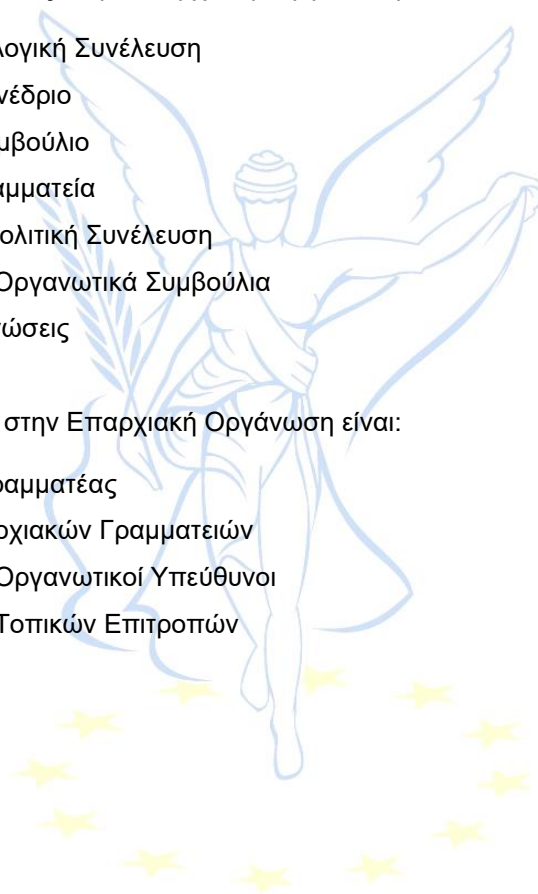 λογική Συνέλευση
νέδριο
μβούλιο
αμματεία
ολιτική Συνέλευση
Οργανωτικά Συμβούλια
ώσεις
στην Επαρχιακή Οργάνωση είναι:
ραμματέας
ρχιακών Γραμματειών
Οργανωτικοί Υπεύθυνοι
Τοπικών Επιτροπών